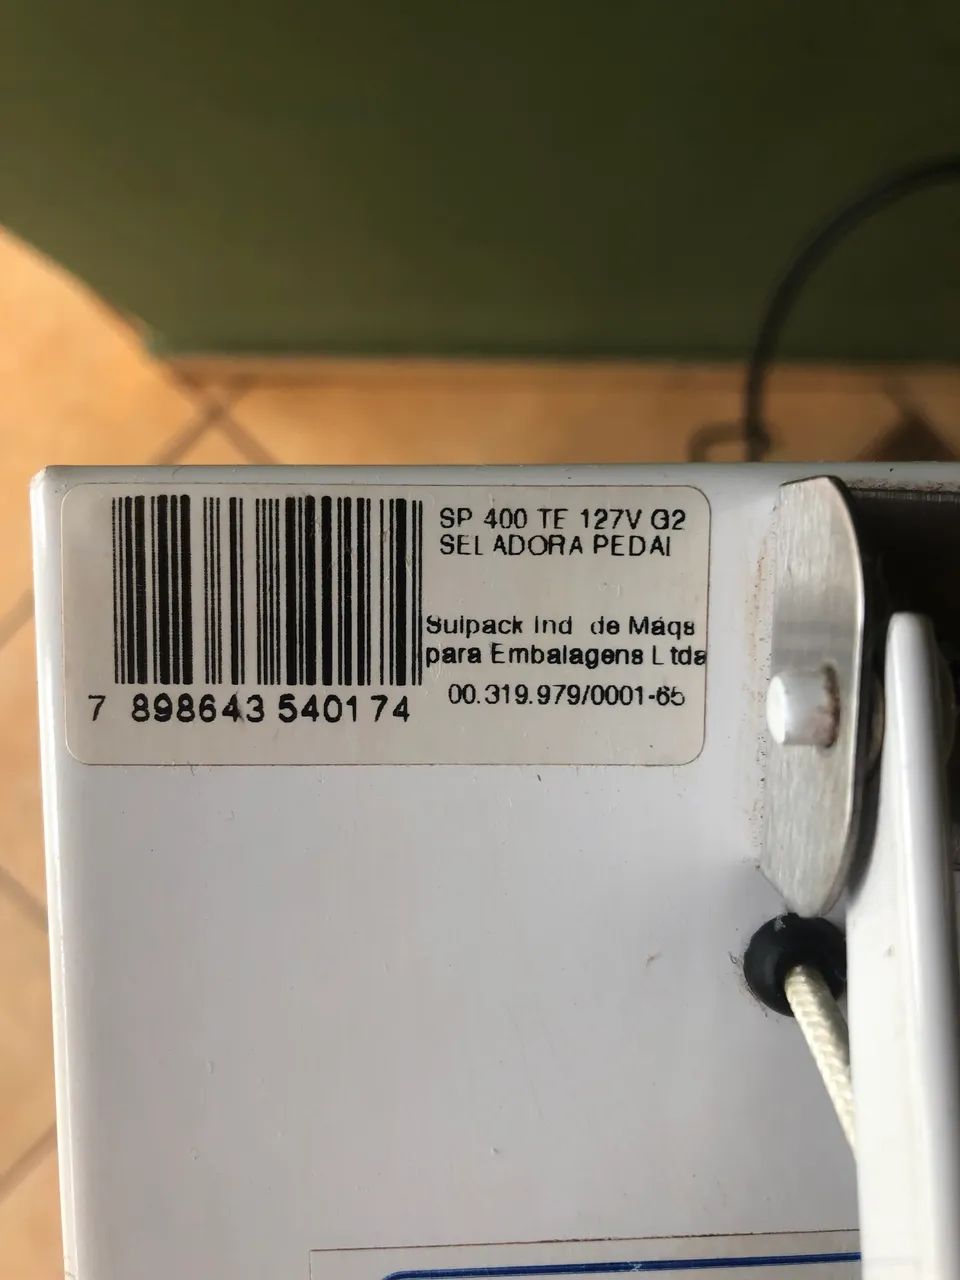 SP 400 TE 127V G2
SELADORA PEDAL
Sulpack Ind de Máqs
para Embalagens Ltda
00.319.979/0001-65
7 898643 540174